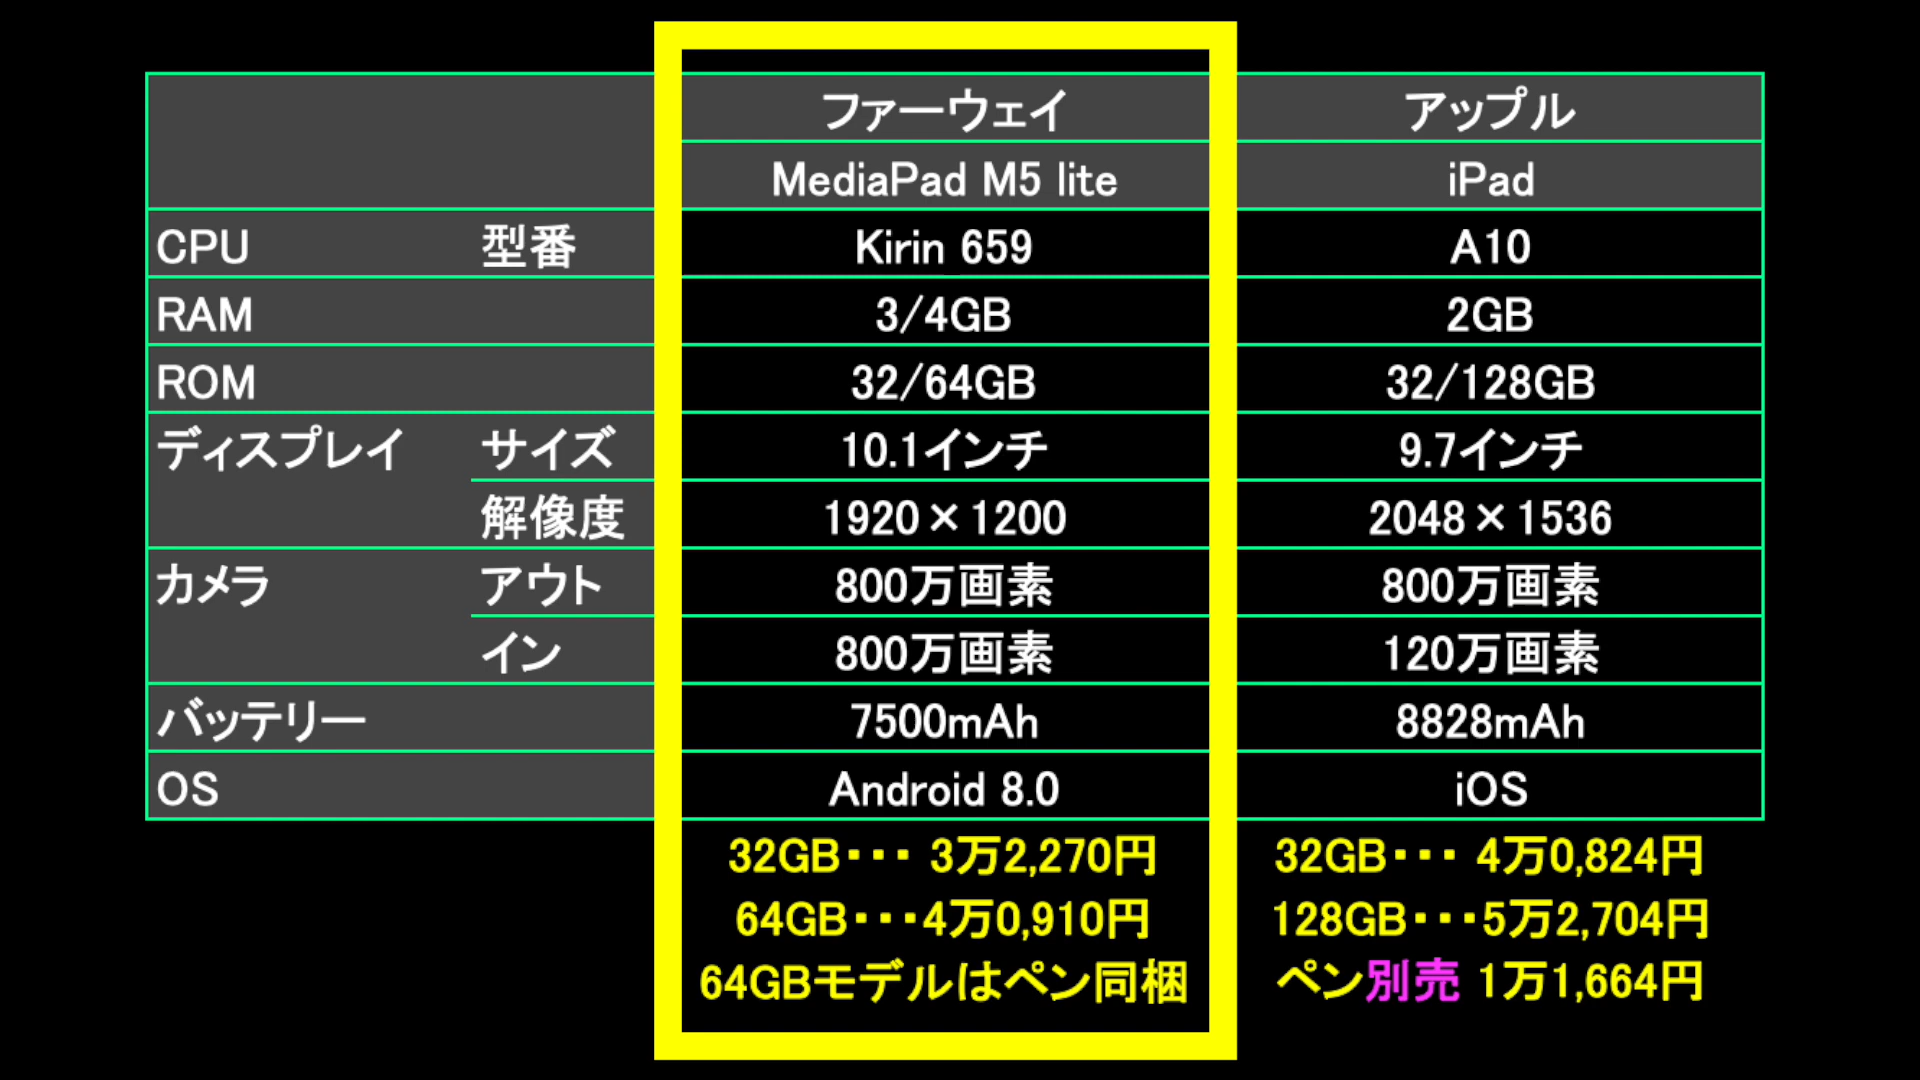 ファーウェイ アップル
MediaPad M5 lite iPad
CPU 型番 Kirin 659 A10
RAM 3/4GB 2GB
ROM 32/64GB 32/128GB
ディスプレイ サイズ 10.1インチ 9.7インチ
解像度 1920×1200 2048×1536
カメラ アウト 800万画素 800万画素
イン 800万画素 120万画素
バッテリー 7500mAh 8828mAh
OS Android 8.0 iOS
32GB・・・ 3万2,270円 32GB・・・ 4万0,824円
64GB・・・4万0,910円 128GB・・・5万2,704円
64GBモデルはペン同梱 ペン別売 1万1,664円